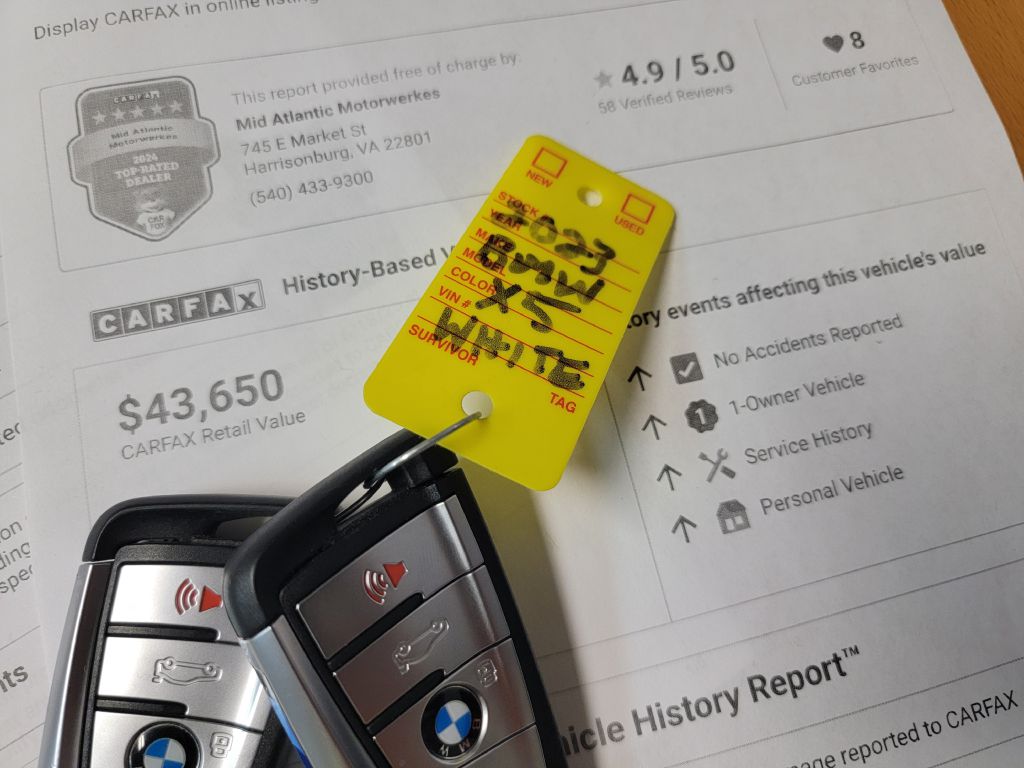 Display CARFAX in online
CARFAX
Mid Atlantic
Motorwerkes
2024
TOP-RATED
DEALER
CAR
FOX
This report provided free of charge by:
Mid Atlantic Motorwerkes
745 E Market St
Harrisonburg, VA 22801
(540) 433-9300
4.9 / 5.0
58 Verified Reviews
8
Customer Favorites
NEW
USED
STOCK
YEAR
2023
MAKE
BMW
MODEL
X5
COLOR
WHITE
VIN #
SURVIVOR
TAG
CARFAX
History-Based
$43,650
CARFAX Retail Value
events affecting this vehicle's value
No Accidents Reported
1
1-Owner Vehicle
Service History
Personal Vehicle
History Report™
reported to CARFAX
BMW